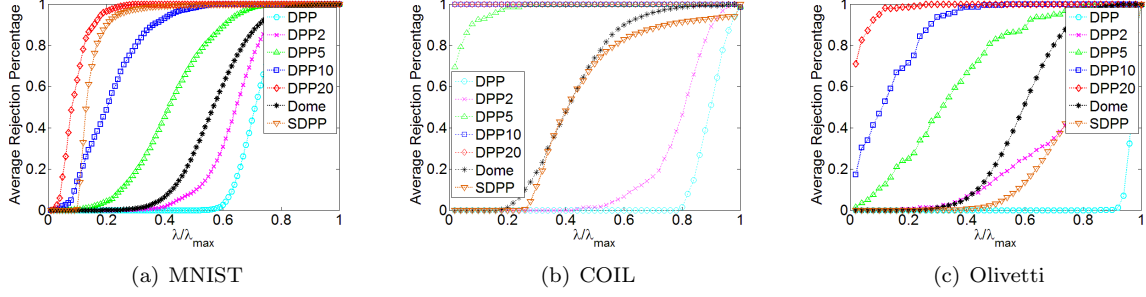 Average Rejection Percentage
1
0.8
0.6
0.4
0.2
0
DPP
DPP2
DPP5
DPP10
DPP20
Dome
SDPP
0 0.2 0.4 0.6 0.8 1
λ/λmax
(a) MNIST
Average Rejection Percentage
1
0.8
0.6
0.4
0.2
0
DPP
DPP2
DPP5
DPP10
DPP20
Dome
SDPP
0.2 0.4 0.6 0.8 1
λ/λmax
(b) COIL
Average Rejection Percentage
1
0.8
0.6
0.4
0.2
0
DPP
DPP2
DPP5
DPP10
DPP20
Dome
SDPP
0 0.2 0.4 0.6 0.8 1
λ/λmax
(c) Olivetti